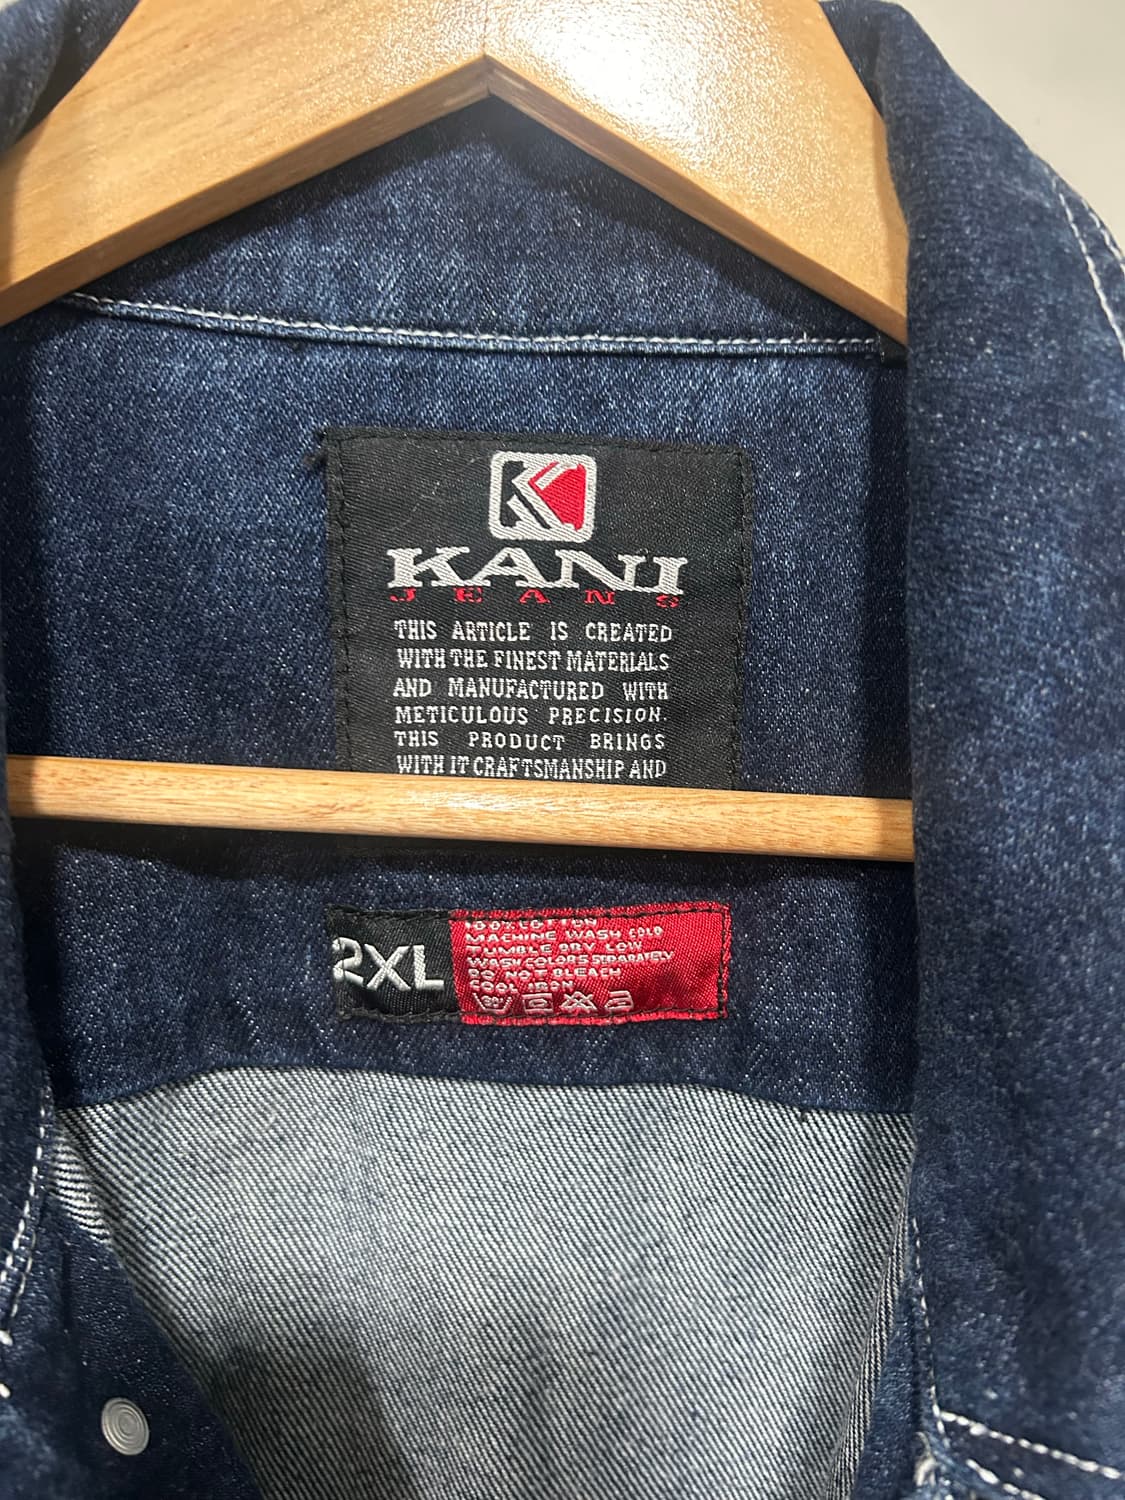 K
KANI
JEANS
THIS ARTICLE IS CREATED
WITH THE FINEST MATERIALS
AND MANUFACTURED WITH
METICULOUS PRECISION.
THIS PRODUCT BRINGS
WITH IT CRAFTSMANSHIP AND
2XL
100% COTTON
MACHINE WASH COLD
TUMBLE DRY LOW
WASH COLORS SEPARATELY
DO NOT BLEACH
COOL IRON
30°